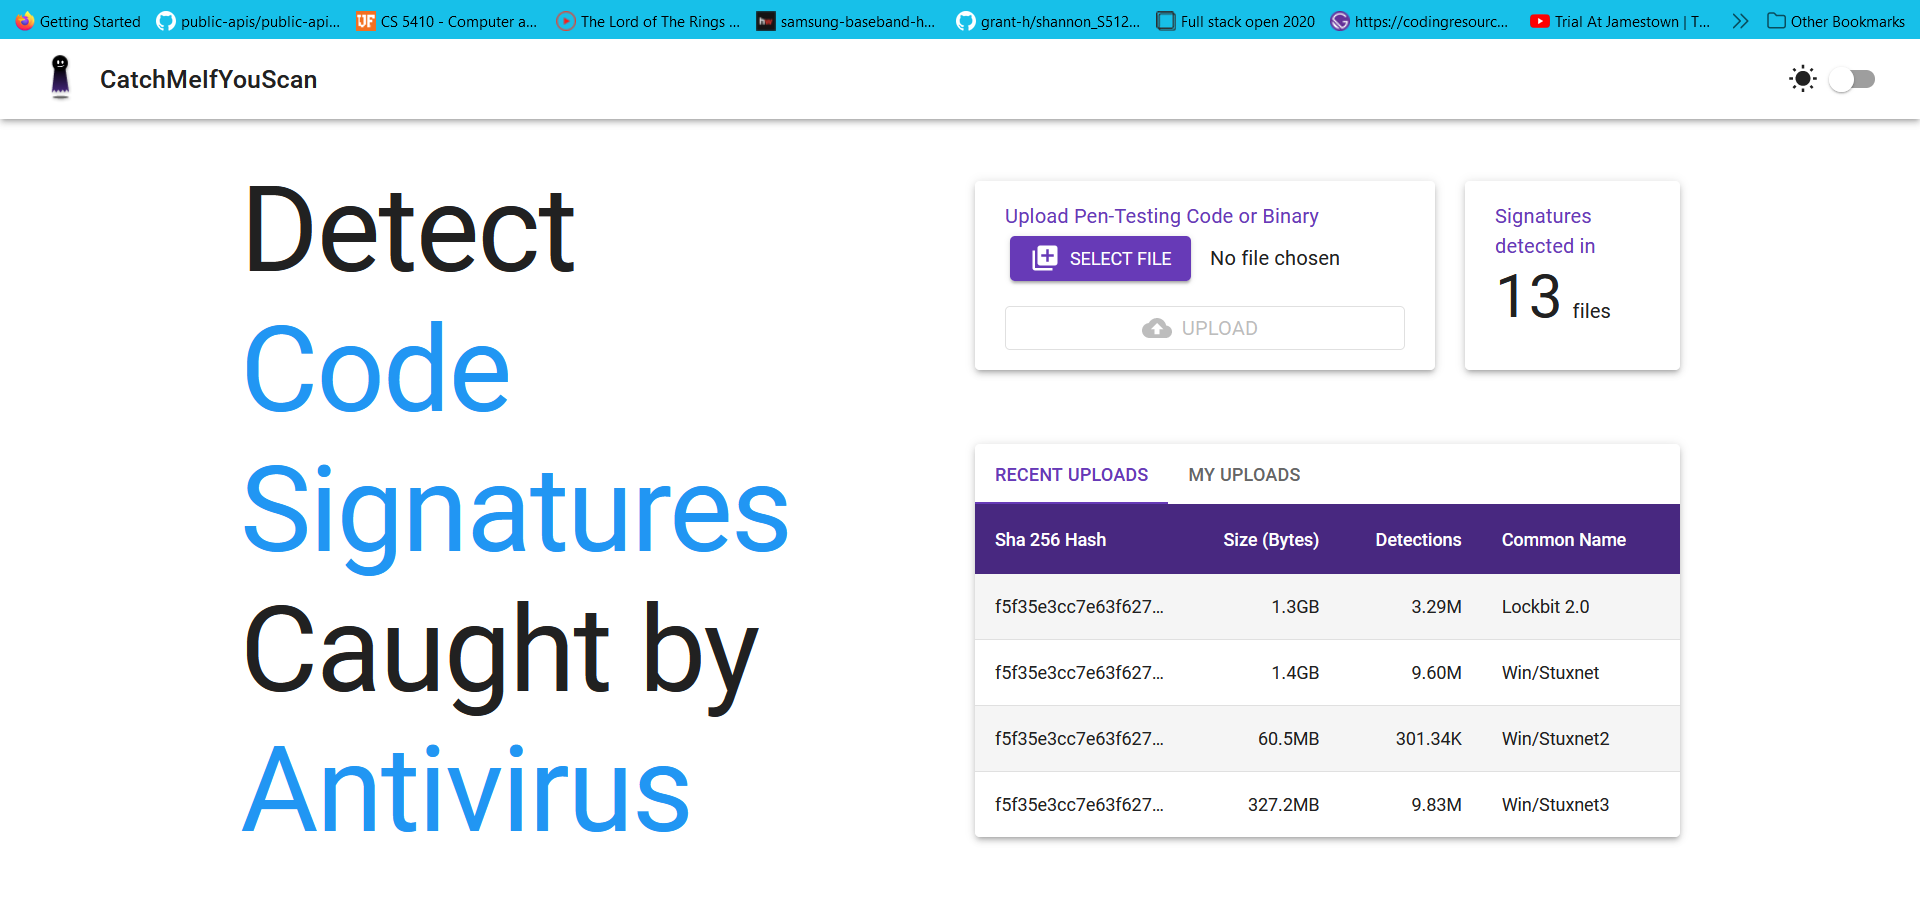 Getting Started public-apis/public-api... CS 5410 - Computer a... The Lord of The Rings ... samsung-baseband-h... grant-h/shannon_S512... Full stack open 2020 https://codingresourc... Trial At Jamestown | T... Other Bookmarks
CatchMeIfYouScan
Detect
Code
Signatures
Caught by
Antivirus
Upload Pen-Testing Code or Binary
SELECT FILE No file chosen
UPLOAD
Signatures
detected in
13 files
RECENT UPLOADS MY UPLOADS
Sha 256 Hash Size (Bytes) Detections Common Name
f5f35e3cc7e63f627... 1.3GB 3.29M Lockbit 2.0
f5f35e3cc7e63f627... 1.4GB 9.60M Win/Stuxnet
f5f35e3cc7e63f627... 60.5MB 301.34K Win/Stuxnet2
f5f35e3cc7e63f627... 327.2MB 9.83M Win/Stuxnet3